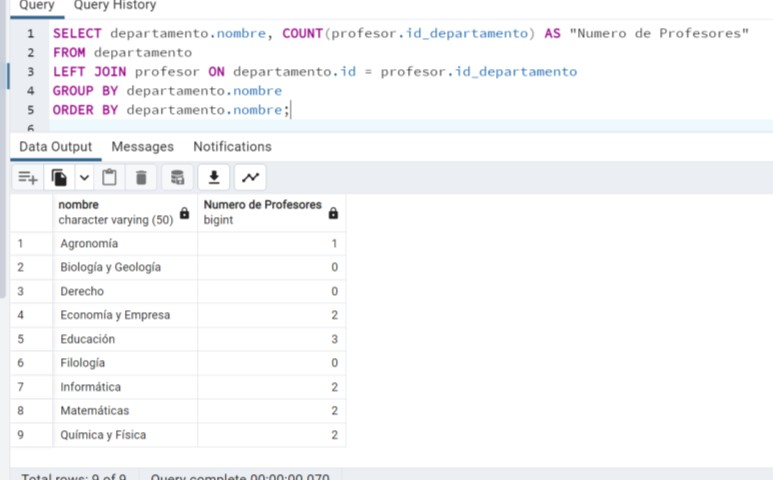 Query Query History
1 SELECT departamento.nombre, COUNT(profesor.id_departamento) AS "Numero de Profesores"
2 FROM departamento
3 LEFT JOIN profesor ON departamento.id = profesor.id_departamento
4 GROUP BY departamento.nombre
5 ORDER BY departamento.nombre;
6
Data Output Messages Notifications
nombre Numero de Profesores
character varying (50) bigint
1 Agronomía 1
2 Biología y Geología 0
3 Derecho 0
4 Economía y Empresa 2
5 Educación 3
6 Filología 0
7 Informática 2
8 Matemáticas 2
9 Química y Física 2
Total rows: 9 of 9 Query complete 00:00:00.070